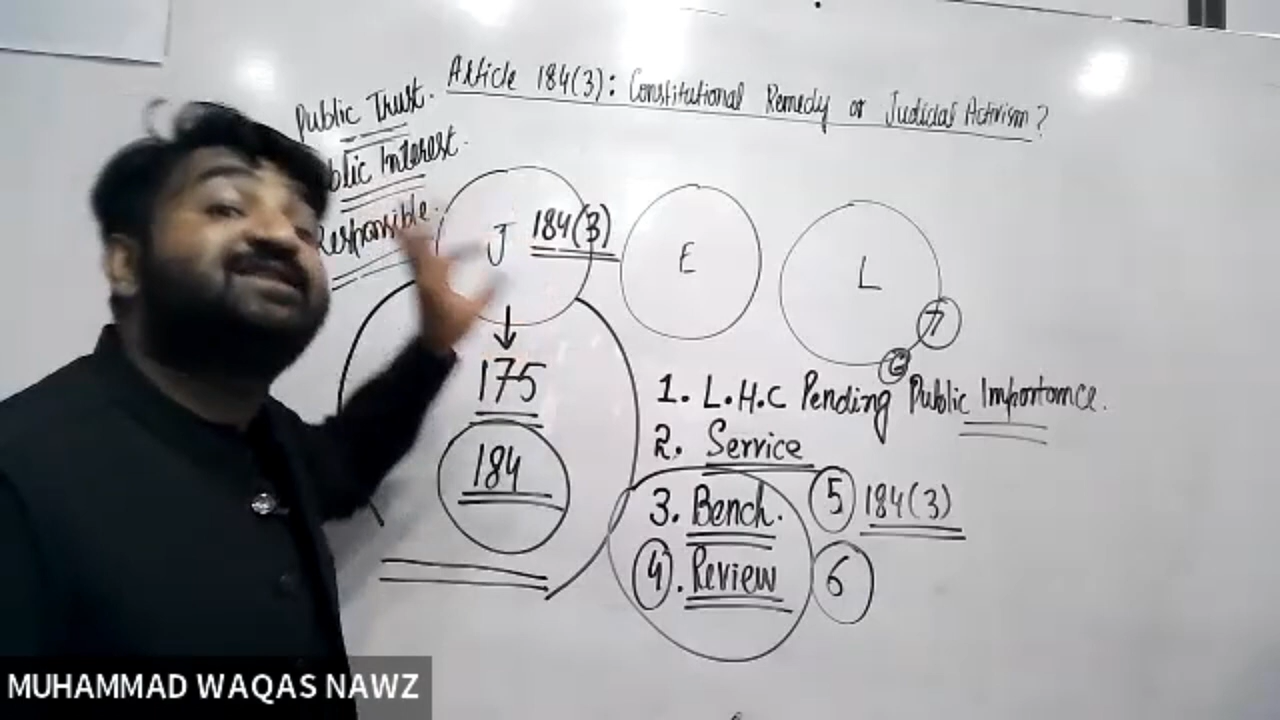 Article 184(3): Constitutional Remedy or Judicial Activism?
Public Trust.
blic Interest.
Responsible.
J
184(3)
E
L
175
184
1. L.H.C Pending Public Importance.
2. Service
3. Bench.
5 184(3)
4. Review
6
MUHAMMAD WAQAS NAWZ